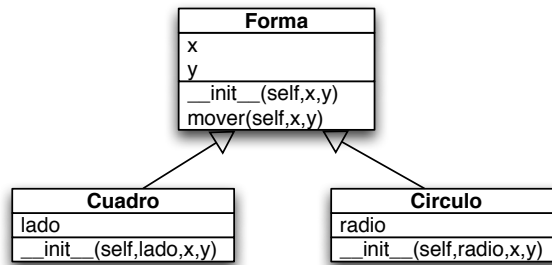 Forma
x
y
__init__(self,x,y)
mover(self,x,y)
Cuadro
lado
__init__(self,lado,x,y)
Circulo
radio
__init__(self,radio,x,y)